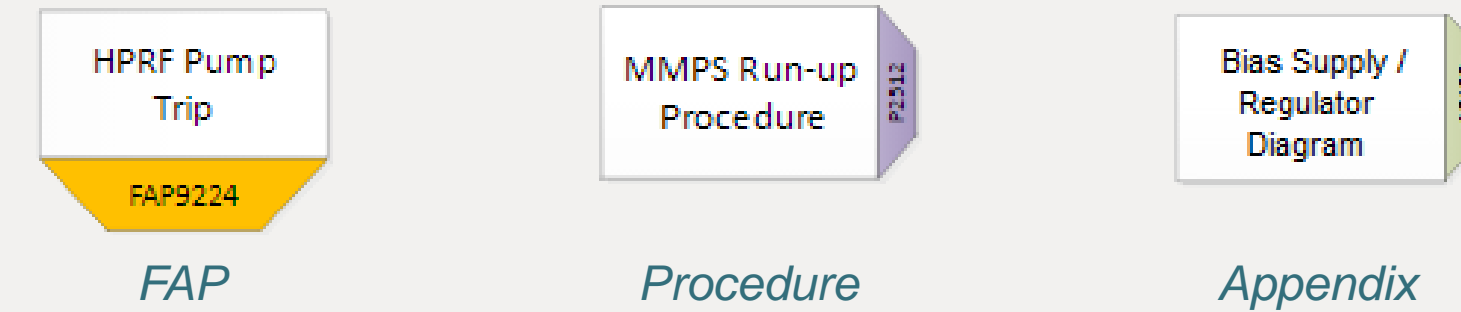 HPRF Pump
Trip
FAP9224
FAP
MMPS Run-up
Procedure
P2512
Procedure
Bias Supply /
Regulator
Diagram
Appendix